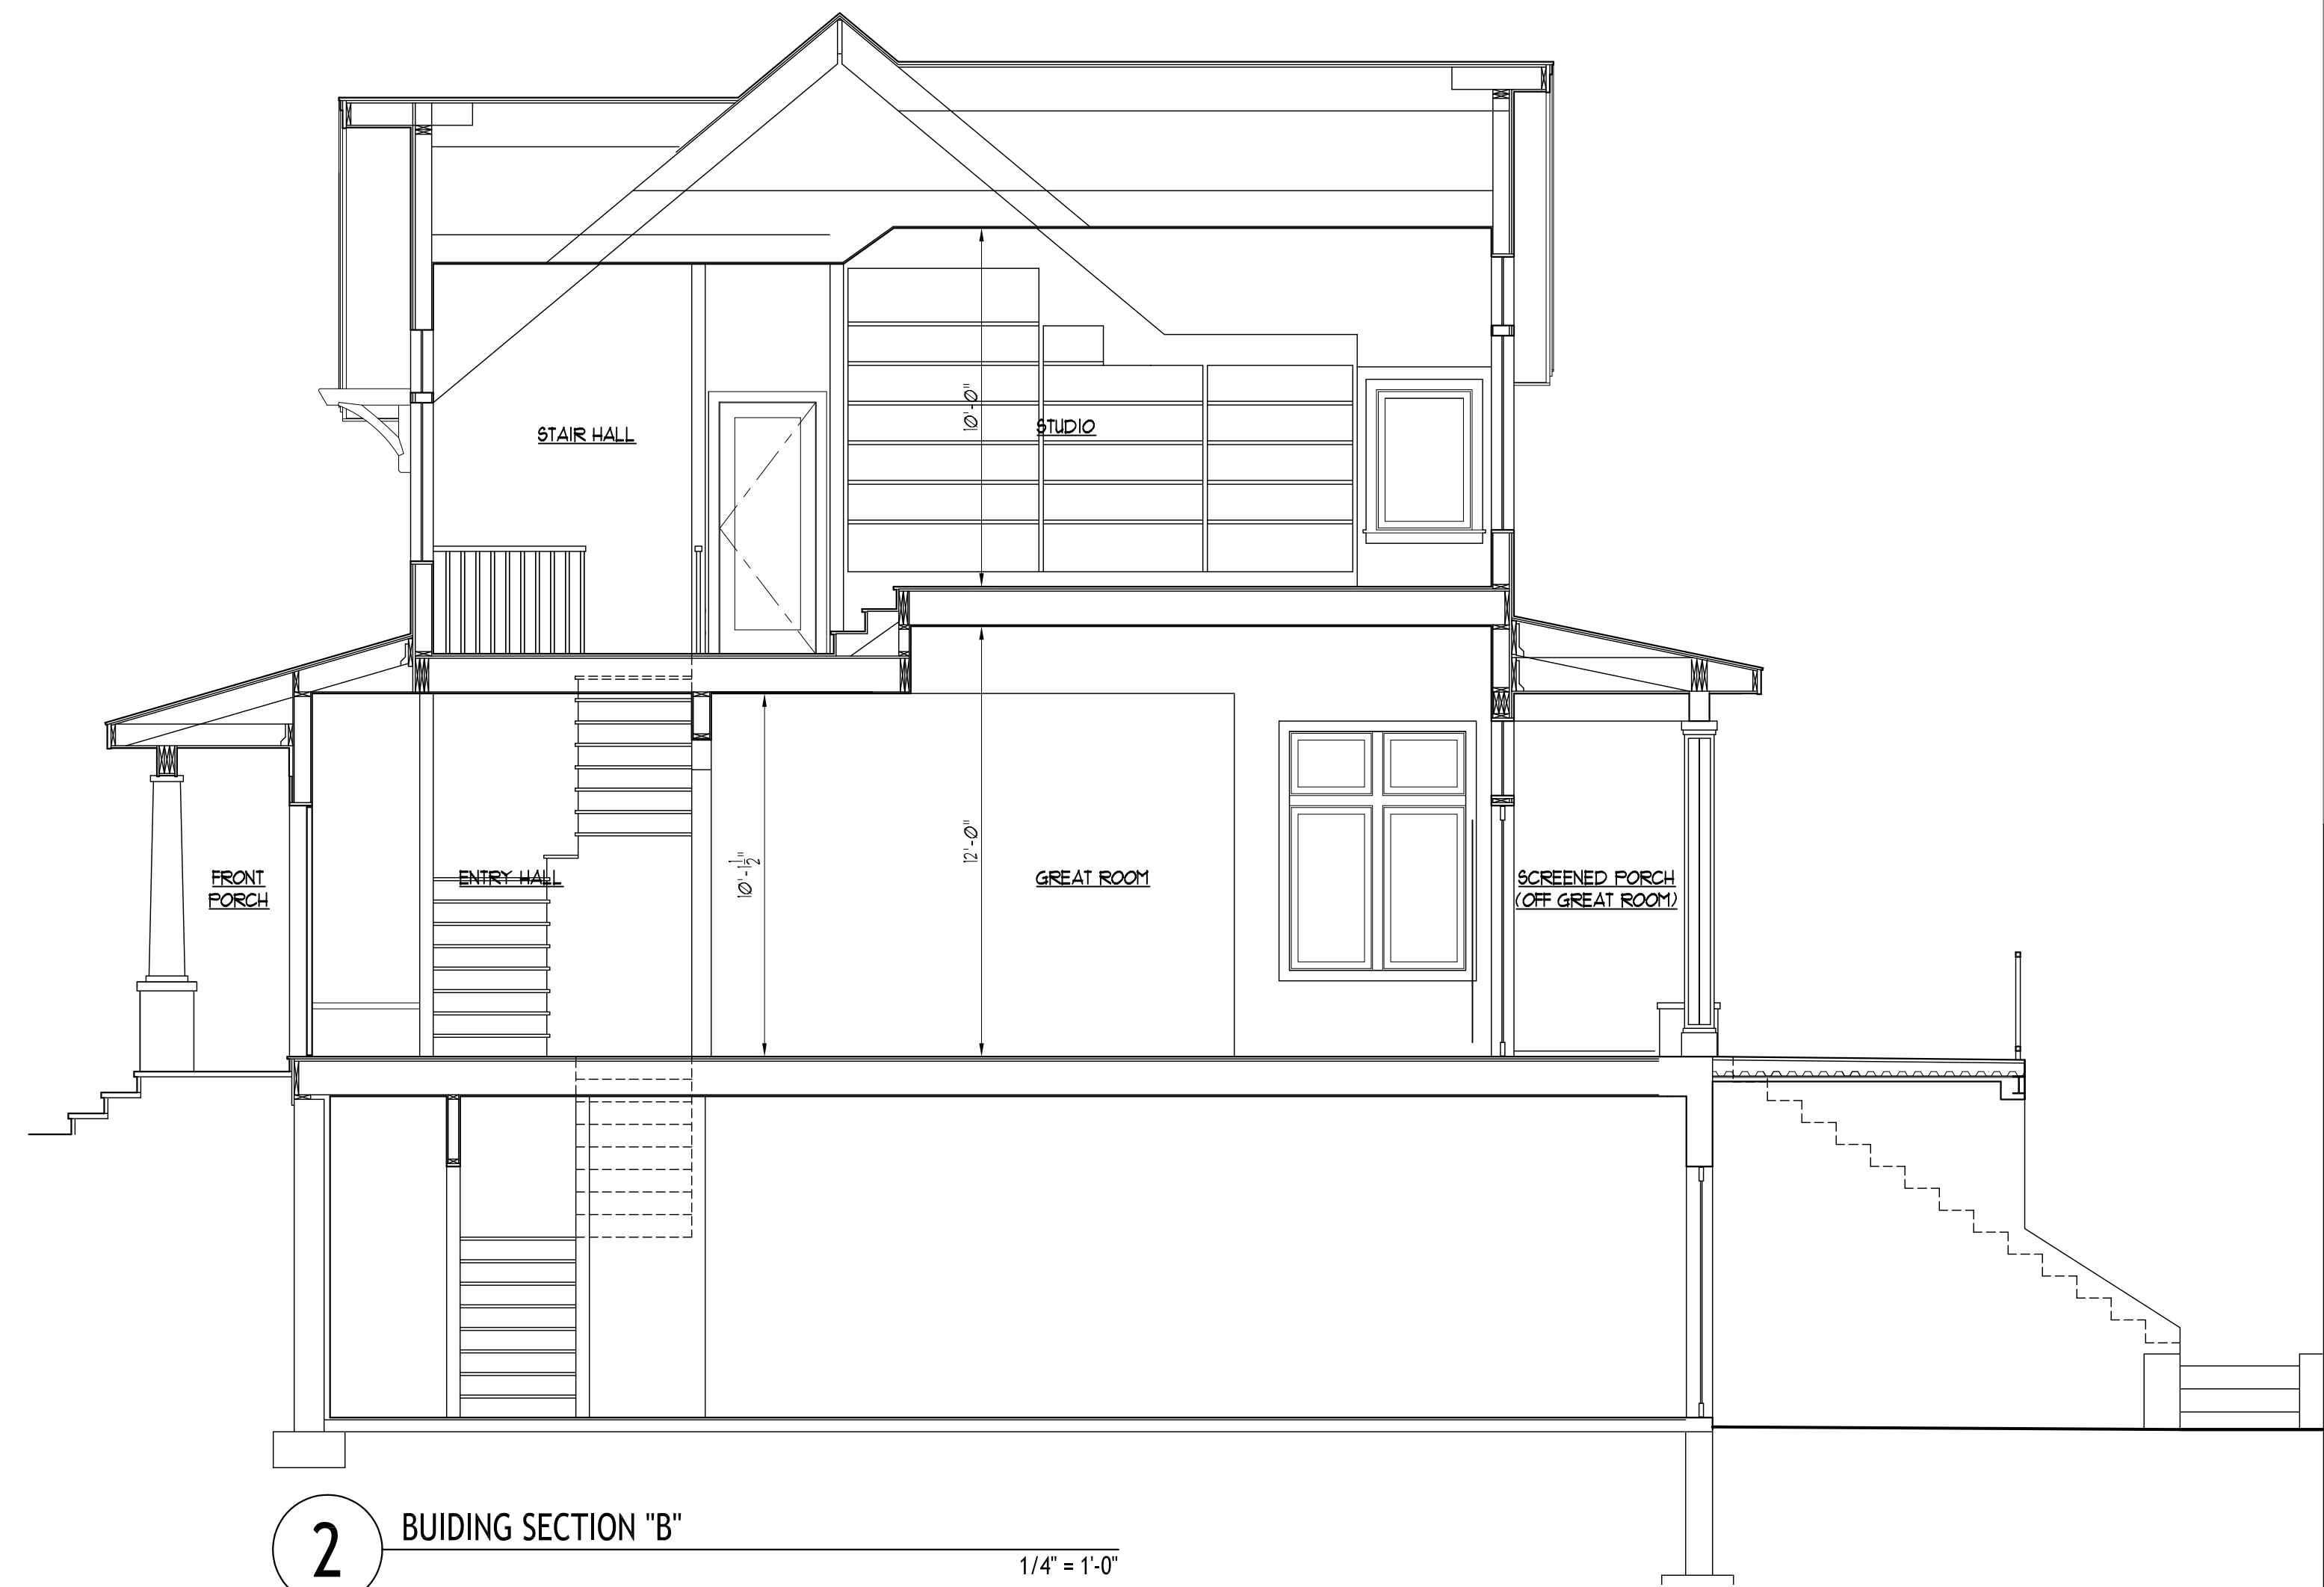 STAIR HALL
10'-0"
STUDIO
FRONT
PORCH
ENTRY HALL
10'-1 1/2"
12'-0"
GREAT ROOM
SCREENED PORCH
(OFF GREAT ROOM)
2
BUIDING SECTION "B"
1/4" = 1'-0"